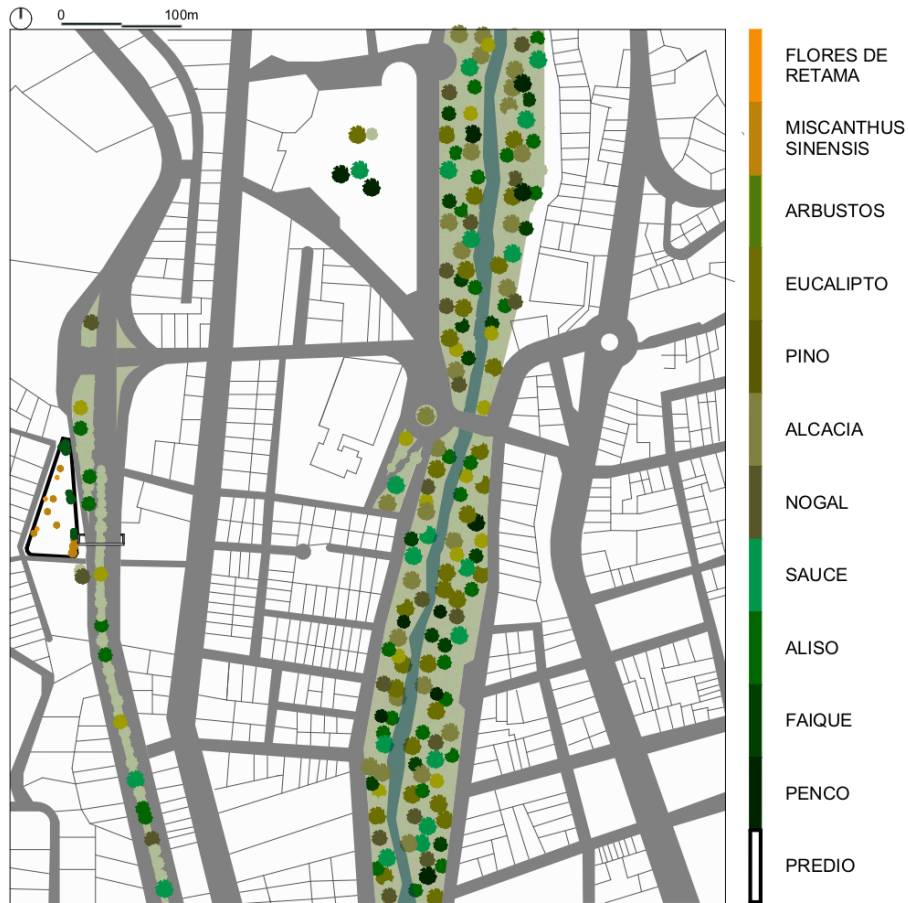 0 100m
FLORES DE
RETAMA
MISCANTHUS
SINENSIS
ARBUSTOS
EUCALIPTO
PINO
ALCACIA
NOGAL
SAUCE
ALISO
FAIQUE
PENCO
PREDIO